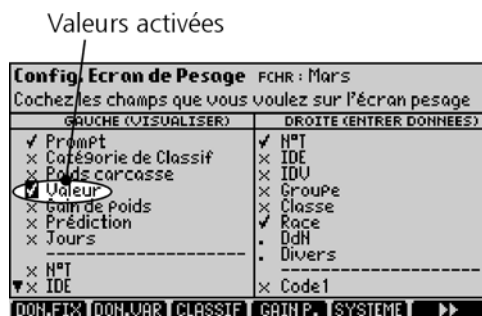 Valeurs activées
Config. Ecran de Pesage FCHR : Mars
Cochez les champs que vous voulez sur l'écran pesage
GAUCHE (VISUALISER)
✓ Prompt
× Catégorie de Classif
× Poids carcasse
✓ Valeur
× Gain de Poids
× Prédiction
× Jours
--------------------
× N°T
▼× IDE
DROITE (ENTRER DONNEES)
✓ N°T
× IDE
× IDV
× Groupe
× Classe
✓ Race
. DdN
. Divers
--------------------
× Code1
DON.FIX DON.VAR CLASSIF GAIN P. SYSTEME ►►